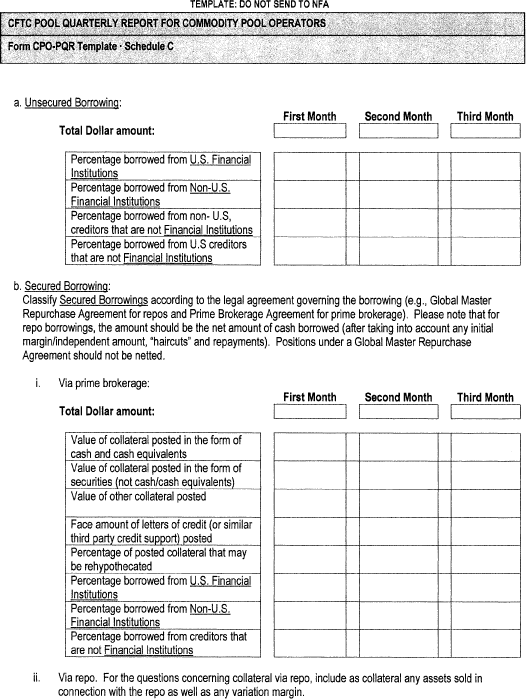 TEMPLATE: DO NOT SEND TO NFA
CFTC POOL QUARTERLY REPORT FOR COMMODITY POOL OPERATORS
Form CPO-PQR Template · Schedule C
a. Unsecured Borrowing:
First Month Second Month Third Month
Total Dollar amount:
Percentage borrowed from U.S. Financial
Institutions
Percentage borrowed from Non-U.S.
Financial Institutions
Percentage borrowed from non- U.S,
creditors that are not Financial Institutions
Percentage borrowed from U.S creditors
that are not Financial Institutions
b. Secured Borrowing:
Classify Secured Borrowings according to the legal agreement governing the borrowing (e.g., Global Master
Repurchase Agreement for repos and Prime Brokerage Agreement for prime brokerage). Please note that for
repo borrowings, the amount should be the net amount of cash borrowed (after taking into account any initial
margin/independent amount, "haircuts" and repayments). Positions under a Global Master Repurchase
Agreement should not be netted.
i. Via prime brokerage:
First Month Second Month Third Month
Total Dollar amount:
Value of collateral posted in the form of
cash and cash equivalents
Value of collateral posted in the form of
securities (not cash/cash equivalents)
Value of other collateral posted
Face amount of letters of credit (or similar
third party credit support) posted
Percentage of posted collateral that may
be rehypothecated
Percentage borrowed from U.S. Financial
Institutions
Percentage borrowed from Non-U.S.
Financial Institutions
Percentage borrowed from creditors that
are not Financial Institutions
ii. Via repo. For the questions concerning collateral via repo, include as collateral any assets sold in
connection with the repo as well as any variation margin.